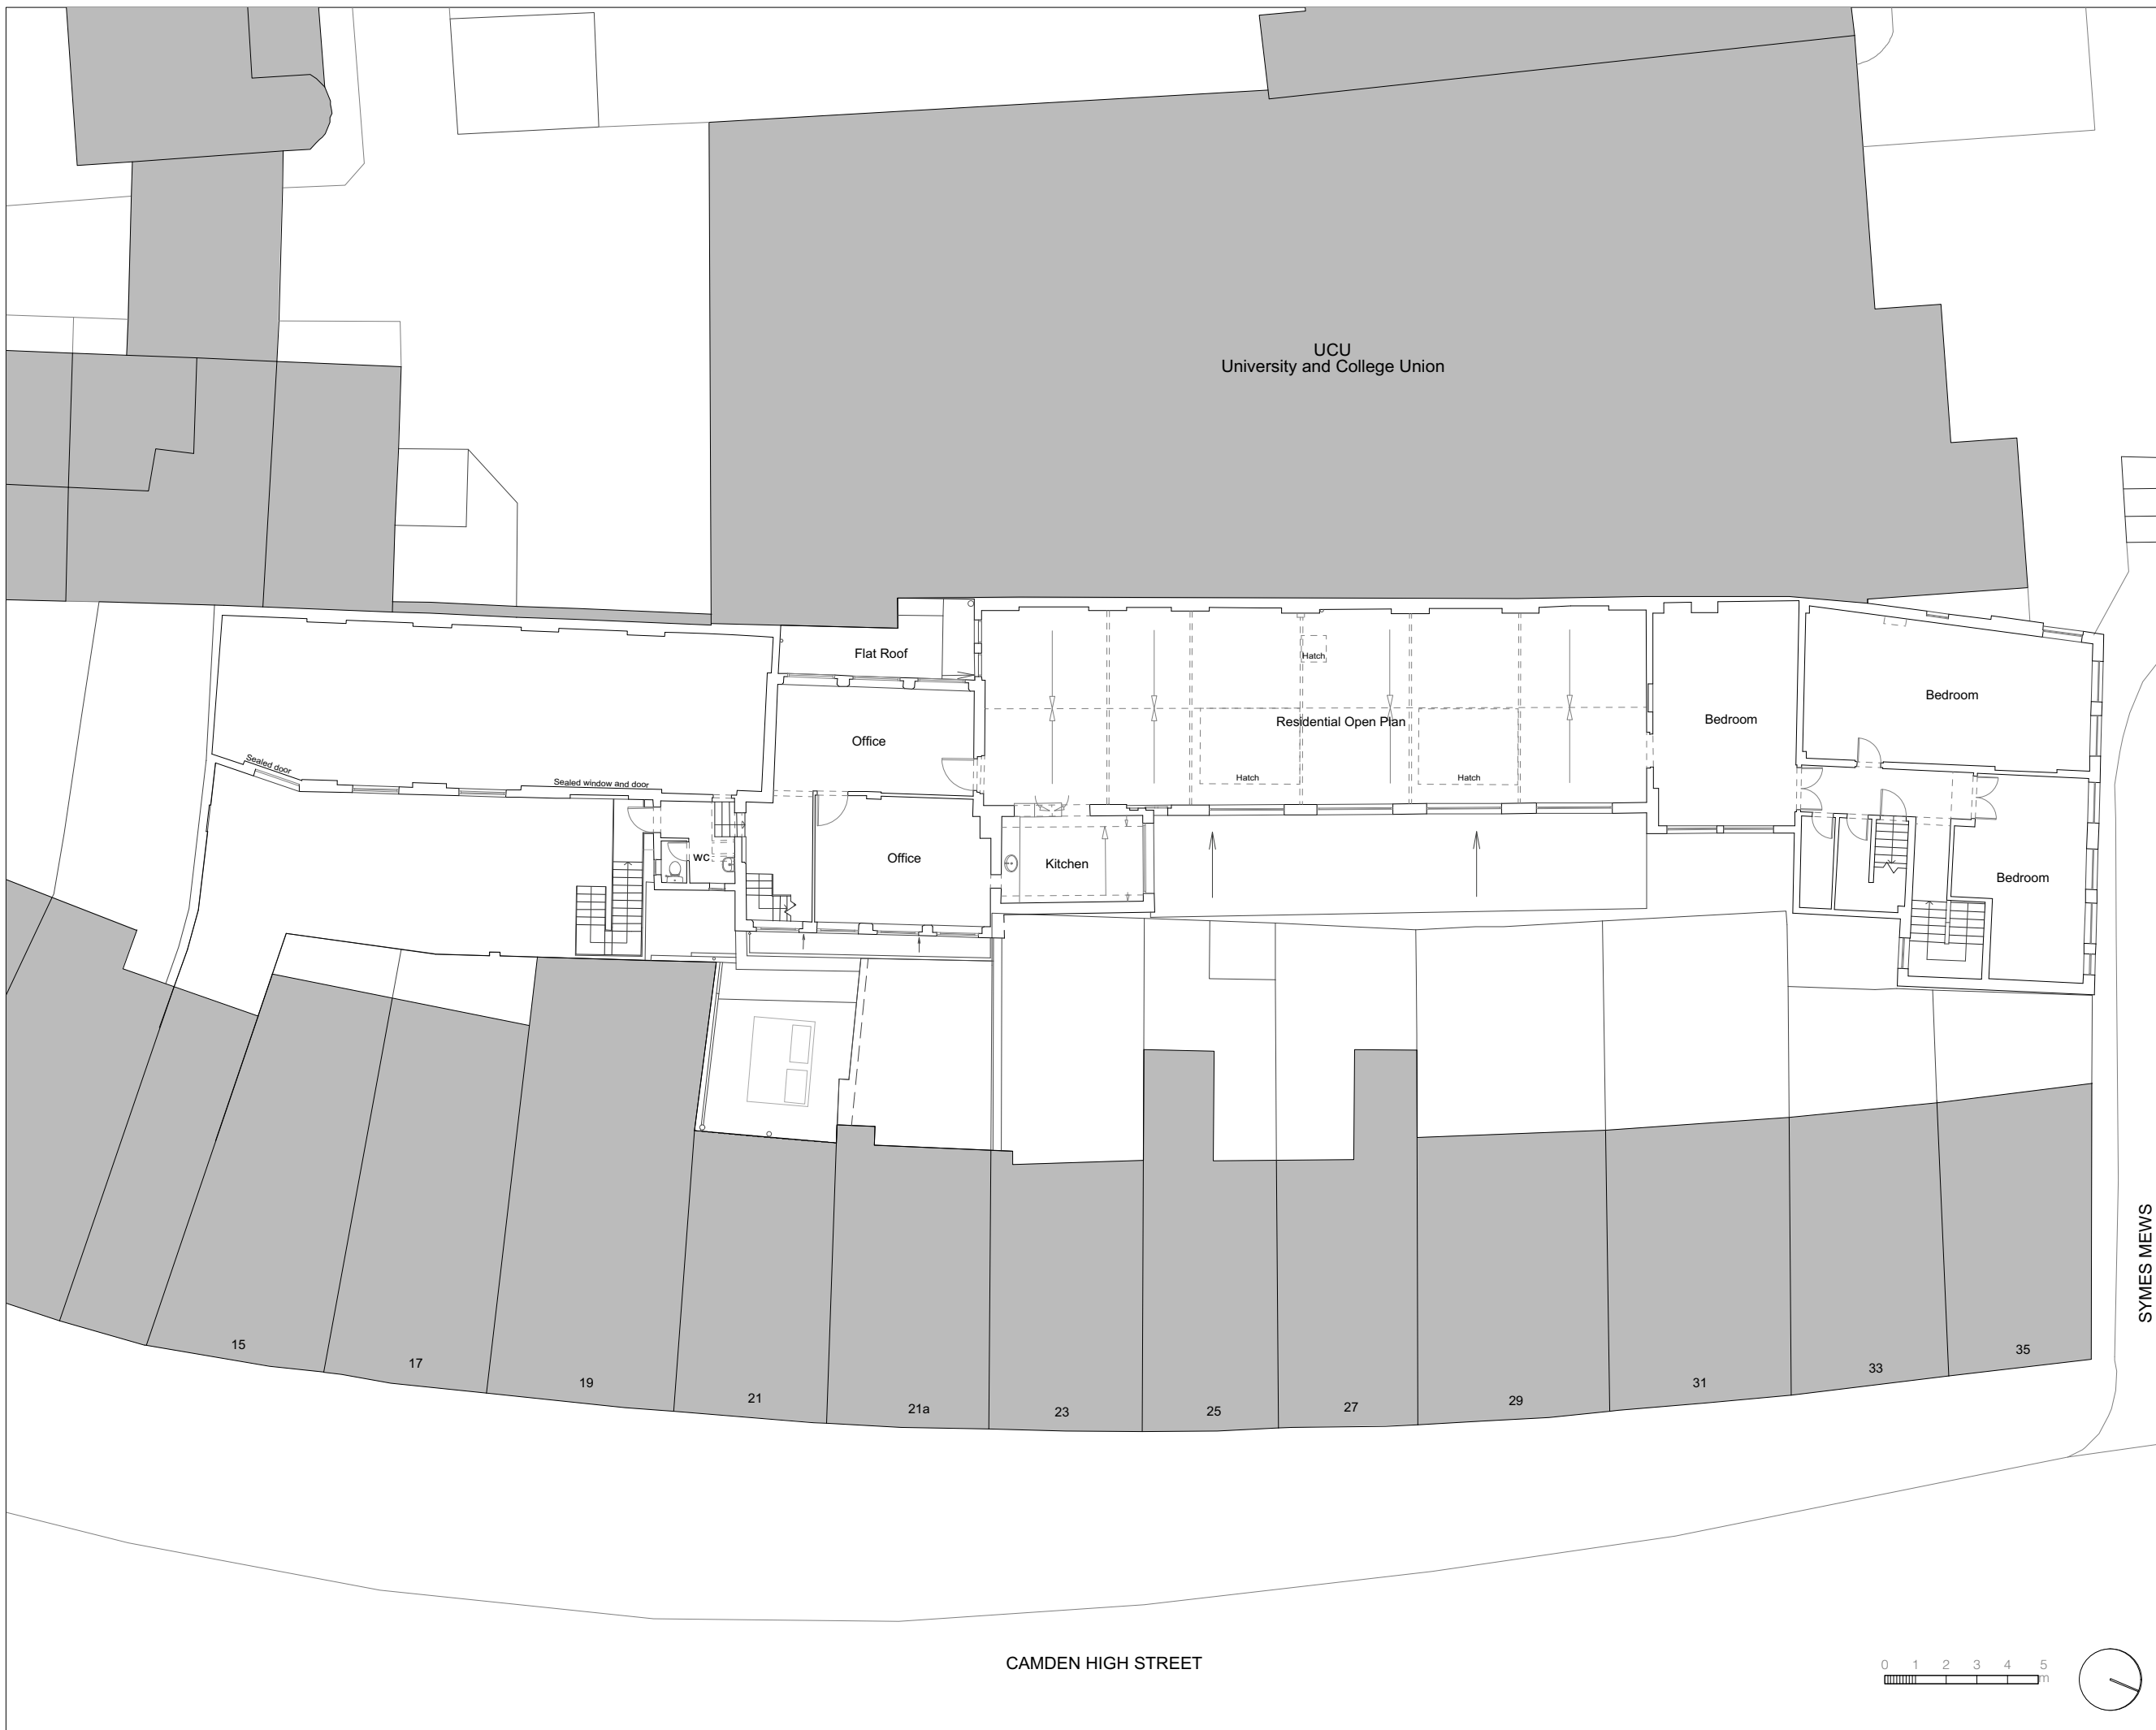 UCU
University and College Union
Flat Roof
Hatch
Bedroom
Bedroom
Residential Open Plan
Office
Sealed door
Sealed window and door
Hatch
Hatch
WC
Office
Kitchen
Bedroom
SYMES MEWS
15
17
19
21
21a
23
25
27
29
31
33
35
CAMDEN HIGH STREET
0 1 2 3 4 5
m